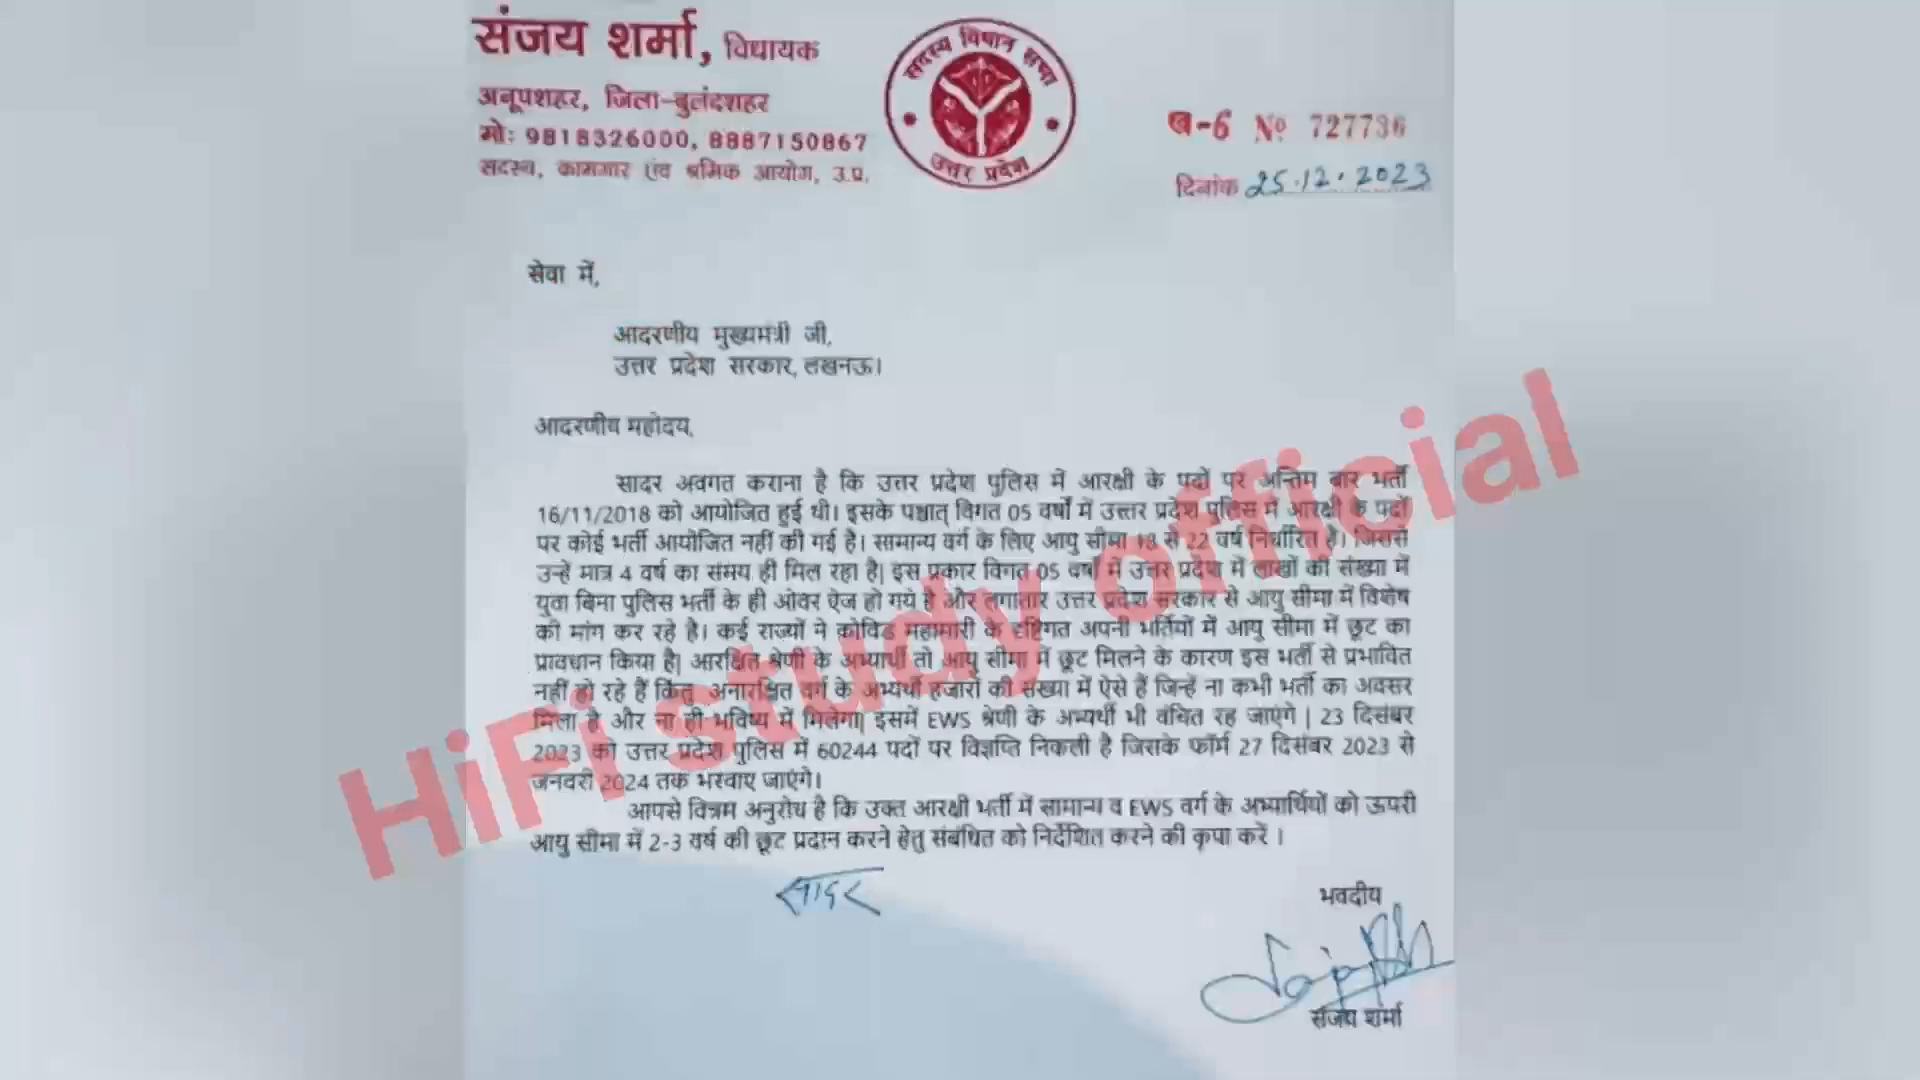 संजय शर्मा, विधायक
अनूपशहर, जिला-बुलंदशहर
मो: 9818326000, 8887150867
सदस्य, कामगार एंव श्रमिक आयोग, उ.प्र.
सदस्य विधान सभा
उत्तर प्रदेश
ख-6 № 727736
दिनांक 25.12.2023
सेवा में,
आदरणीय मुख्यमंत्री जी,
उत्तर प्रदेश सरकार, लखनऊ।
आदरणीय महोदय,
सादर अवगत कराना है कि उत्तर प्रदेश पुलिस में आरक्षी के पदों पर अन्तिम बार भर्ती
16/11/2018 को आयोजित हुई थी। इसके पश्चात् विगत 05 वर्षों में उत्तर प्रदेश पुलिस में आरक्षी के पदों
पर कोई भर्ती आयोजित नहीं की गई है। सामान्य वर्ग के लिए आयु सीमा 18 से 22 वर्ष निर्धारित है। जिससे
उन्हें मात्र 4 वर्ष का समय ही मिल रहा है| इस प्रकार विगत 05 वर्षों में उत्तर प्रदेश में लाखों की संख्या में
युवा बिना पुलिस भर्ती के ही ओवर ऐज हो गये है और लगातार उत्तर प्रदेश सरकार से आयु सीमा में विशेष
की मांग कर रहे है। कई राज्यों ने कोविड महामारी के दृष्टिगत अपनी भर्तियों में आयु सीमा में छूट का
प्रावधान किया है| आरक्षित श्रेणी के अभ्यार्थी तो आयु सीमा में छूट मिलने के कारण इस भर्ती से प्रभावित
नहीं हो रहे हैं किंतु अनारक्षित वर्ग के अभ्यर्थी हजारों की संख्या में ऐसे हैं जिन्हें ना कभी भर्ती का अवसर
मिला है और ना ही भविष्य में मिलेगा| इसमें EWS श्रेणी के अभ्यर्थी भी वंचित रह जाएंगे | 23 दिसंबर
2023 को उत्तर प्रदेश पुलिस में 60244 पदों पर विज्ञप्ति निकली है जिसके फॉर्म 27 दिसंबर 2023 से
जनवरी 2024 तक भरवाए जाएंगे।
आपसे विनम्र अनुरोध है कि उक्त आरक्षी भर्ती में सामान्य व EWS वर्ग के अभ्यार्थियों को ऊपरी
आयु सीमा में 2-3 वर्ष की छूट प्रदान करने हेतु संबंधित को निर्देशित करने की कृपा करें ।
सादर
भवदीय
संजय शर्मा
HiFi study official